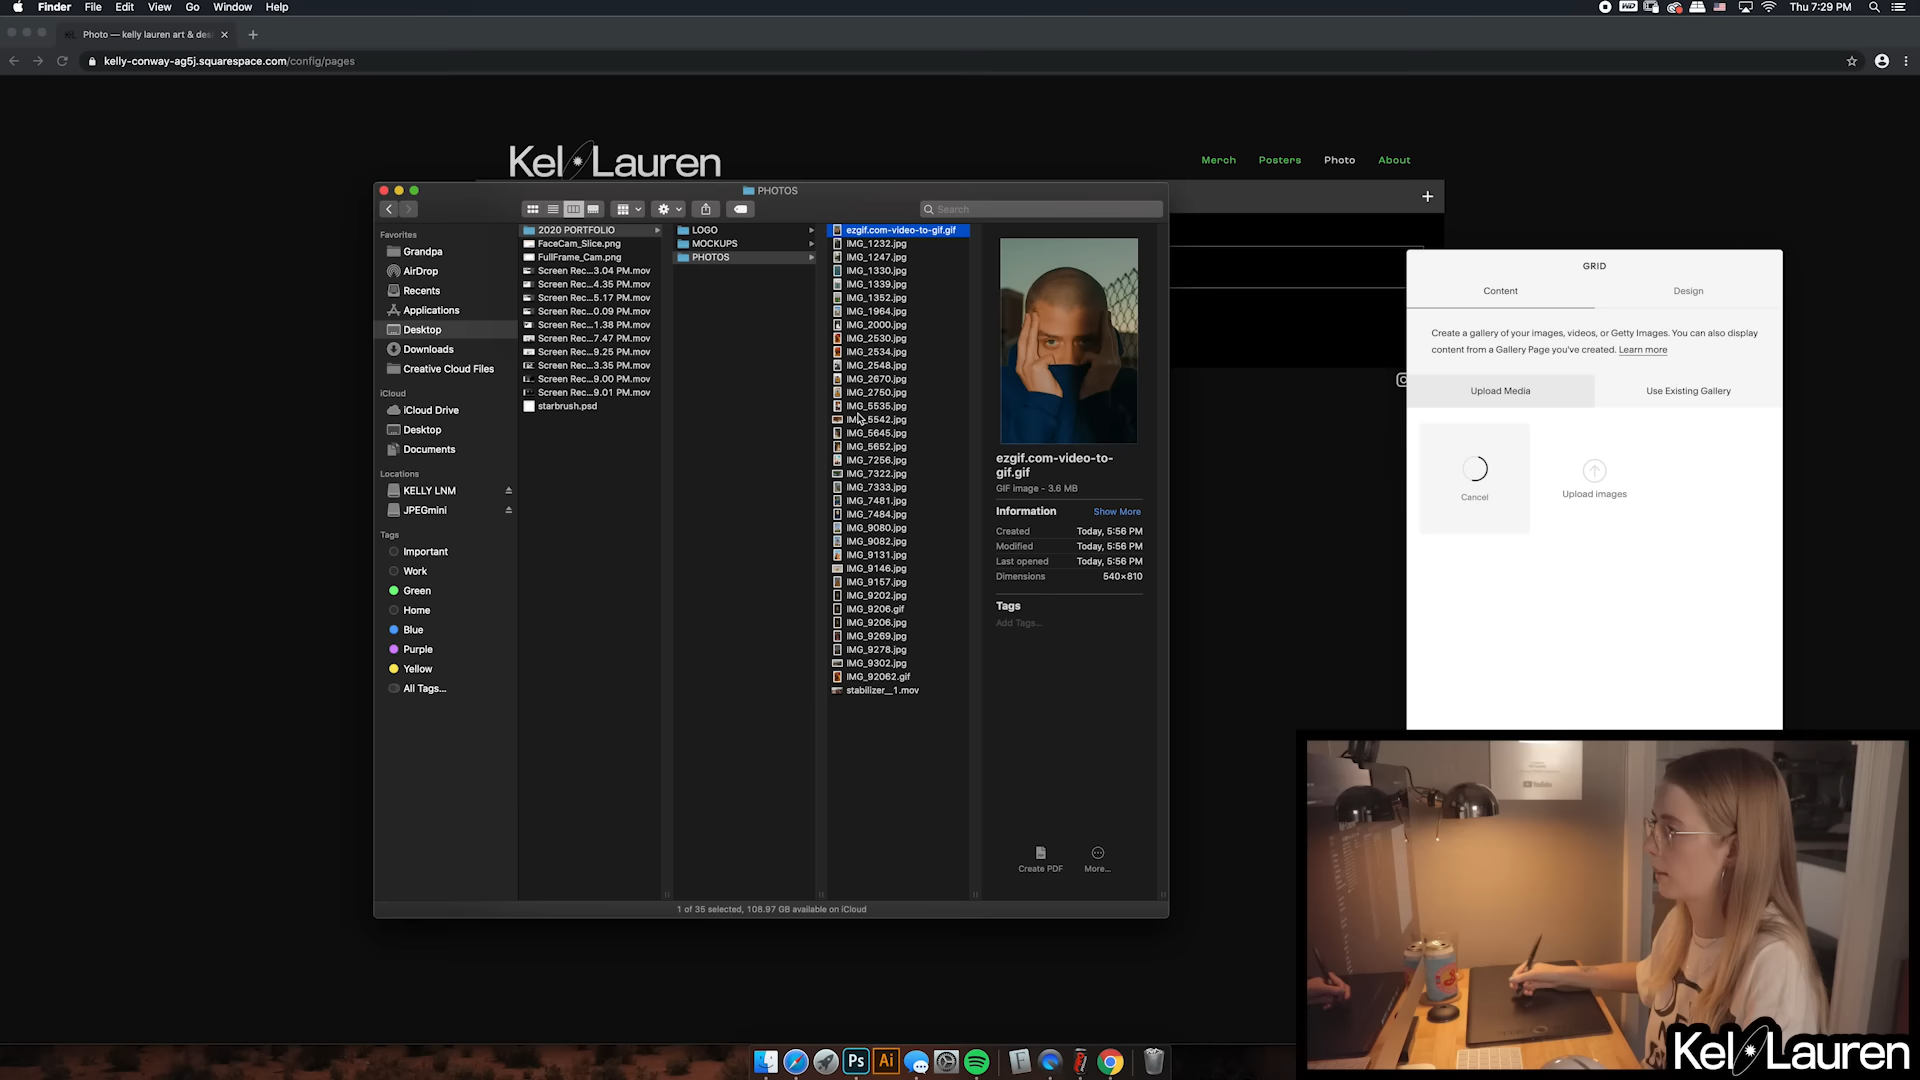 Finder File Edit View Go Window Help
Thu 7:29 PM
Photo — kelly lauren art & des
kelly-conway-ag5j.squarespace.com/config/pages
Kel Lauren
Merch Posters Photo About
PHOTOS
Search
Favorites
Grandpa
AirDrop
Recents
Applications
Desktop
Downloads
Creative Cloud Files
iCloud
iCloud Drive
Desktop
Documents
Locations
KELLY LNM
JPEGmini
Tags
Important
Work
Green
Home
Blue
Purple
Yellow
All Tags...
2020 PORTFOLIO
FaceCam_Slice.png
FullFrame_Cam.png
Screen Rec...3.04 PM.mov
Screen Rec...4.35 PM.mov
Screen Rec...5.17 PM.mov
Screen Rec...0.09 PM.mov
Screen Rec...1.38 PM.mov
Screen Rec...7.47 PM.mov
Screen Rec...9.25 PM.mov
Screen Rec...3.35 PM.mov
Screen Rec...9.00 PM.mov
Screen Rec...9.01 PM.mov
starbrush.psd
LOGO
MOCKUPS
PHOTOS
ezgif.com-video-to-gif.gif
IMG_1232.jpg
IMG_1247.jpg
IMG_1330.jpg
IMG_1339.jpg
IMG_1352.jpg
IMG_1964.jpg
IMG_2000.jpg
IMG_2530.jpg
IMG_2534.jpg
IMG_2548.jpg
IMG_2670.jpg
IMG_2750.jpg
IMG_5535.jpg
IMG_5542.jpg
IMG_5645.jpg
IMG_5652.jpg
IMG_7256.jpg
IMG_7322.jpg
IMG_7333.jpg
IMG_7481.jpg
IMG_7484.jpg
IMG_9080.jpg
IMG_9082.jpg
IMG_9131.jpg
IMG_9146.jpg
IMG_9157.jpg
IMG_9202.jpg
IMG_9206.gif
IMG_9206.jpg
IMG_9269.jpg
IMG_9278.jpg
IMG_9302.jpg
IMG_92062.gif
stabilizer__1.mov
ezgif.com-video-to-
gif.gif
GIF image - 3.6 MB
Information Show More
Created Today, 5:56 PM
Modified Today, 5:56 PM
Last opened Today, 5:56 PM
Dimensions 540×810
Tags
Add Tags...
Create PDF
More...
1 of 35 selected, 108.97 GB available on iCloud
GRID
Content Design
Create a gallery of your images, videos, or Getty Images. You can also display
content from a Gallery Page you've created. Learn more
Upload Media Use Existing Gallery
Cancel
Upload images
YouTube
Ps
Ai
Kel Lauren